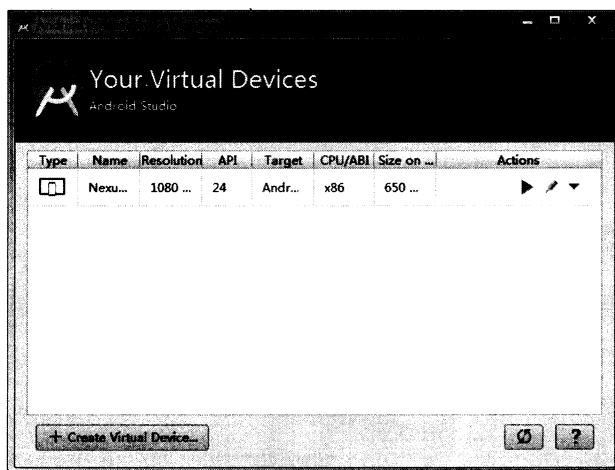 Your Virtual Devices
Android Studio
Type Name Resolution API Target CPU/ABI Size on ... Actions
Nexu... 1080 ... 24 Andr... x86 650 ...
+ Create Virtual Device...
?